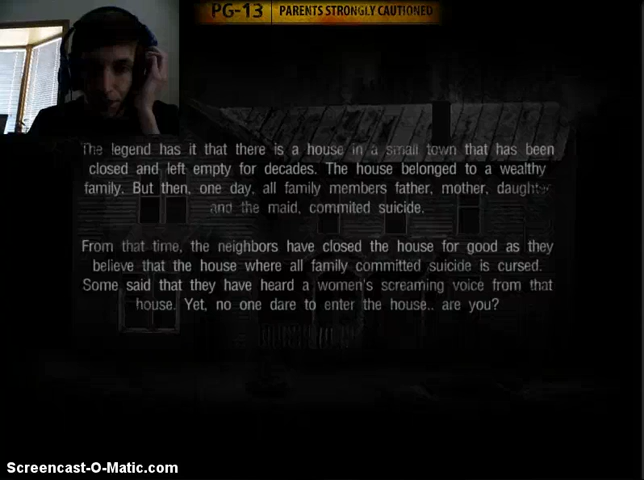 PG-13 PARENTS STRONGLY CAUTIONED
The legend has it that there is a house in a small town that has been
closed and left empty for decades. The house belonged to a wealthy
family. But then, one day, all family members father, mother, daughter
and the maid, commited suicide.
From that time, the neighbors have closed the house for good as they
believe that the house where all family committed suicide is cursed.
Some said that they have heard a women's screaming voice from that
house. Yet, no one dare to enter the house.. are you?
Screencast-O-Matic.com